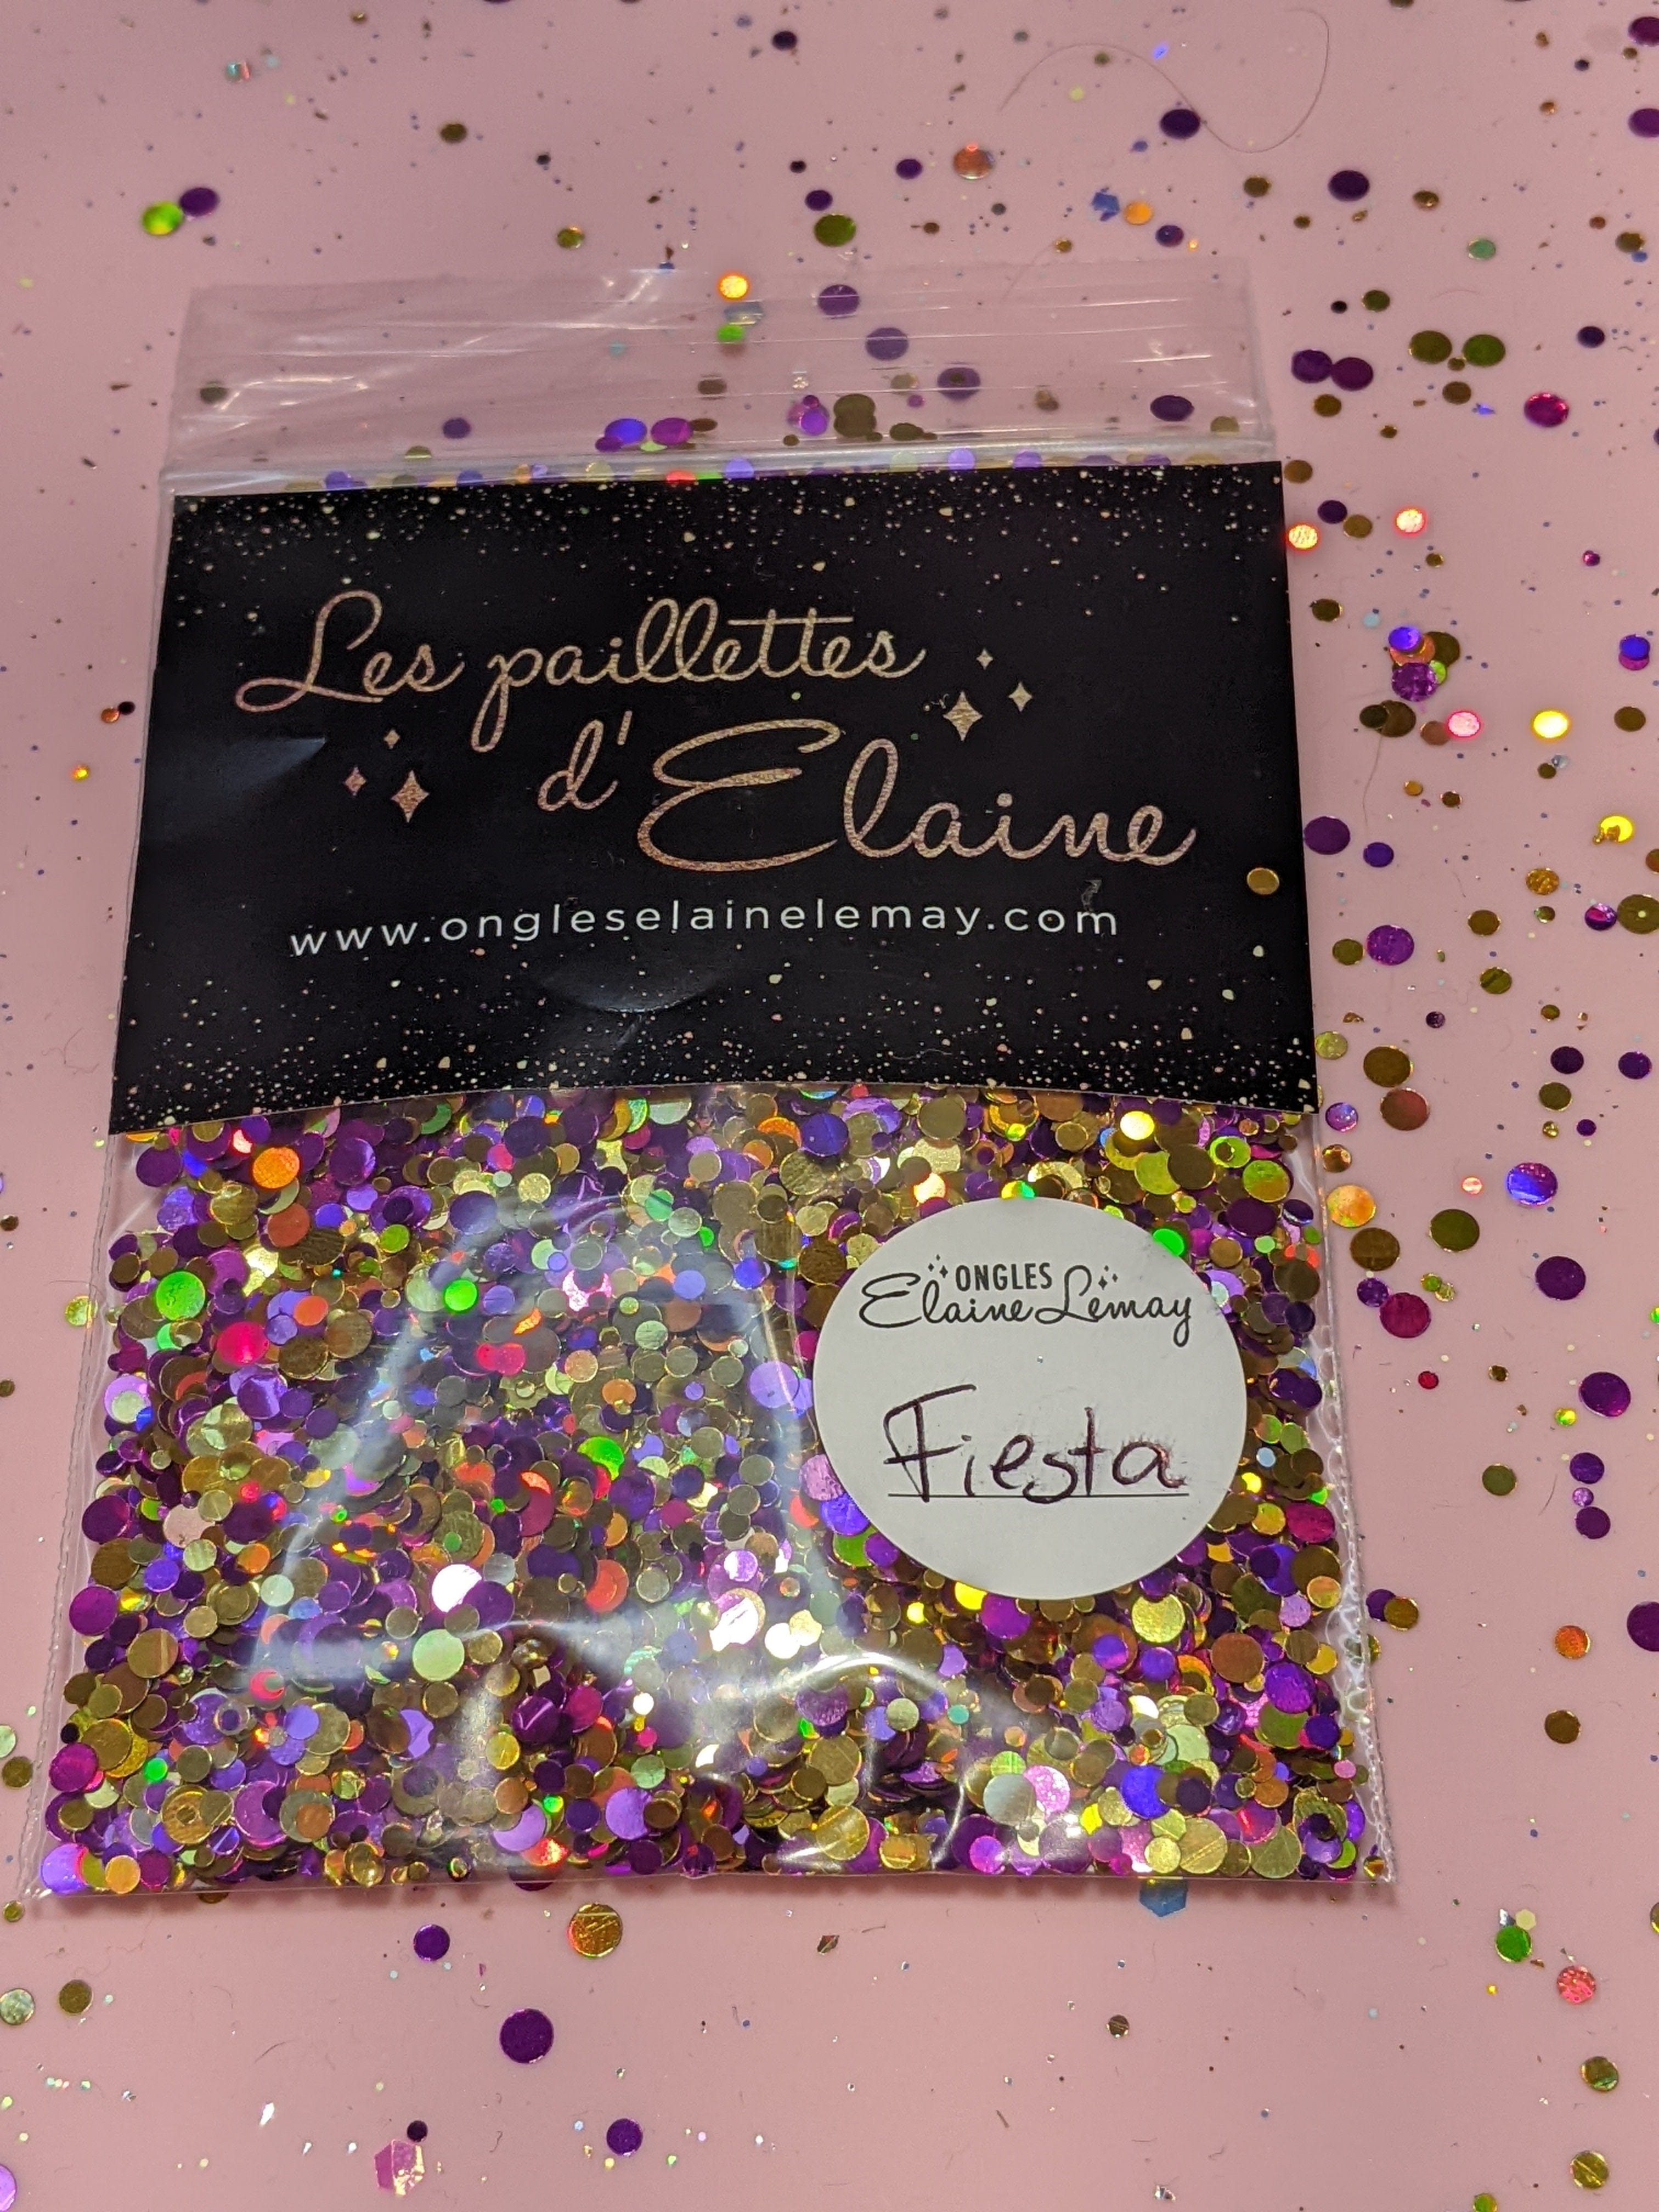 Les paillettes
d'Elaine
www.ongleselainelemay.com
ONGLES
Elaine Lemay
Fiesta